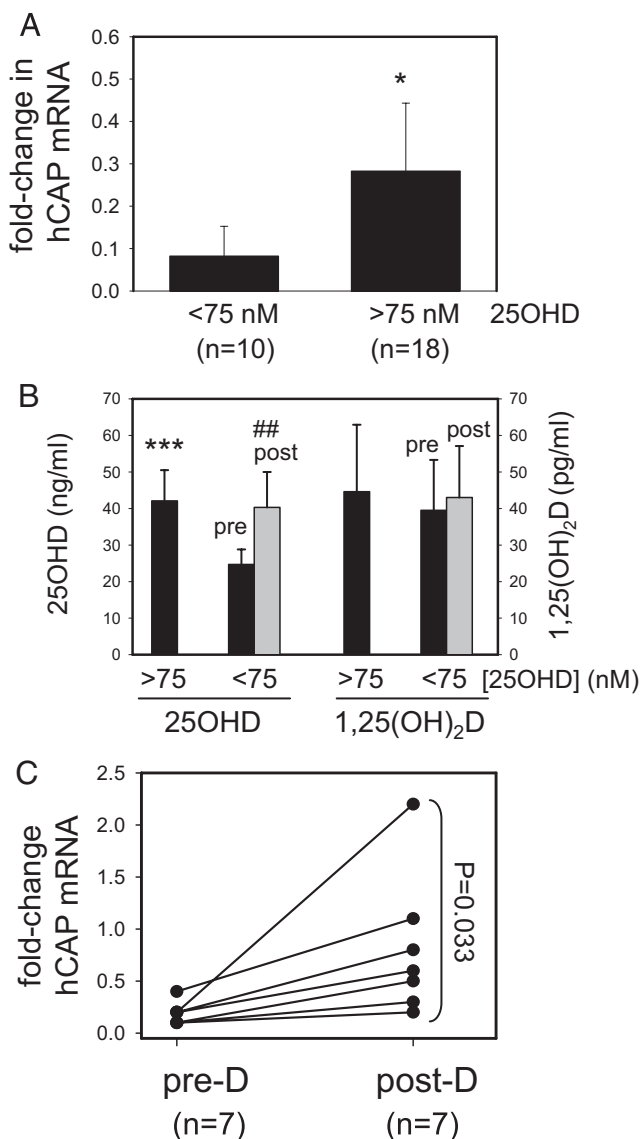 A
fold-change in
hCAP mRNA
0.6
0.5
0.4
0.3
0.2
0.1
0.0
*
<75 nM >75 nM 25OHD
(n=10) (n=18)
B
25OHD (ng/ml)
70
60
50
40
30
20
10
0
***
##
post
pre
pre post
70
60
50
40
30
20
10
0
1,25(OH)₂D (pg/ml)
>75 <75 >75 <75 [25OHD] (nM)
25OHD 1,25(OH)₂D
C
fold-change
hCAP mRNA
2.5
2.0
1.5
1.0
0.5
0.0
P=0.033
pre-D post-D
(n=7) (n=7)